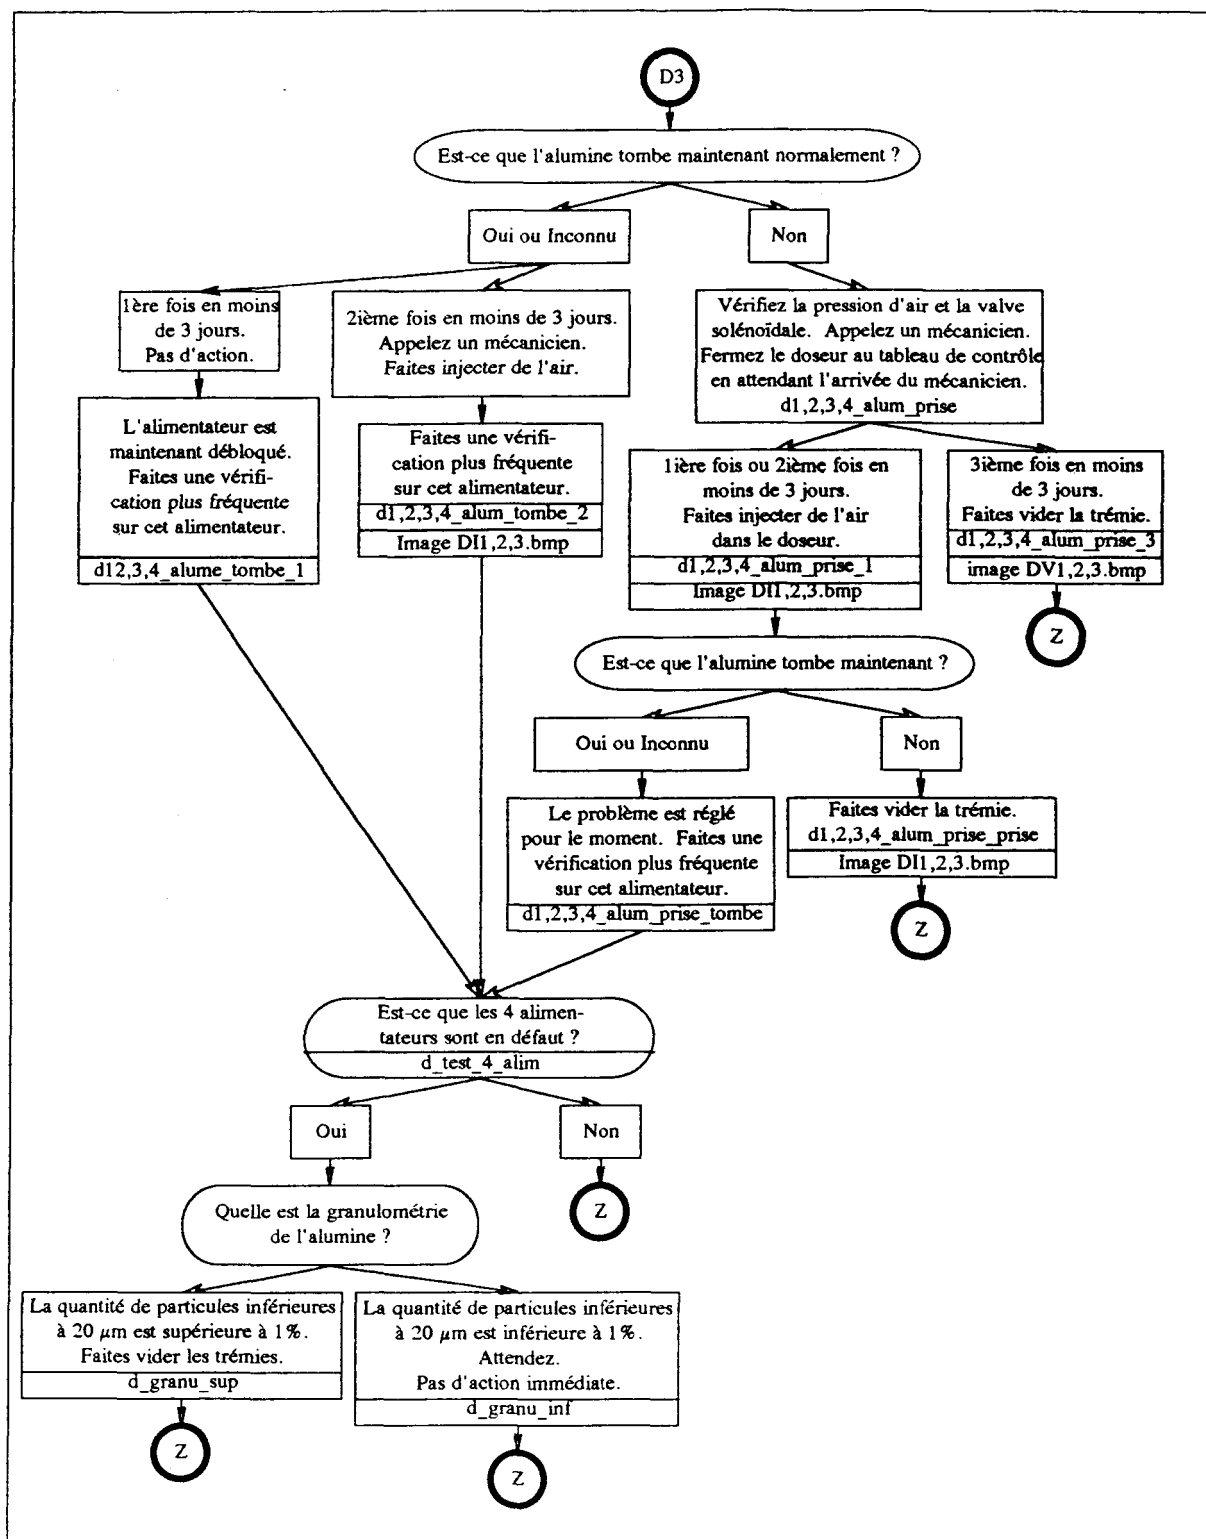 D3
Est-ce que l'alumine tombe maintenant normalement ?
Oui ou Inconnu
Non
1ère fois en moins
de 3 jours.
Pas d'action.
2ième fois en moins de 3 jours.
Appelez un mécanicien.
Faites injecter de l'air.
Vérifiez la pression d'air et la valve
solénoïdale. Appelez un mécanicien.
Fermez le doseur au tableau de contrôle
en attendant l'arrivée du mécanicien.
d1,2,3,4_alum_prise
L'alimentateur est
maintenant débloqué.
Faites une vérifi-
cation plus fréquente
sur cet alimentateur.
d12,3,4_alume_tombe_1
Faites une vérifi-
cation plus fréquente
sur cet alimentateur.
d1,2,3,4_alum_tombe_2
Image DI1,2,3.bmp
1ière fois ou 2ième fois en
moins de 3 jours.
Faites injecter de l'air
dans le doseur.
d1,2,3,4_alum_prise_1
Image DI1,2,3.bmp
3ième fois en moins
de 3 jours.
Faites vider la trémie.
d1,2,3,4_alum_prise_3
image DV1,2,3.bmp
Z
Est-ce que l'alumine tombe maintenant ?
Oui ou Inconnu
Non
Le problème est réglé
pour le moment. Faites une
vérification plus fréquente
sur cet alimentateur.
d1,2,3,4_alum_prise_tombe
Faites vider la trémie.
d1,2,3,4_alum_prise_prise
Image DI1,2,3.bmp
Z
Est-ce que les 4 alimen-
tateurs sont en défaut ?
d_test_4_alim
Oui
Non
Z
Quelle est la granulométrie
de l'alumine ?
La quantité de particules inférieures
à 20 µm est supérieure à 1%.
Faites vider les trémies.
d_granu_sup
Z
La quantité de particules inférieures
à 20 µm est inférieure à 1%.
Attendez.
Pas d'action immédiate.
d_granu_inf
Z